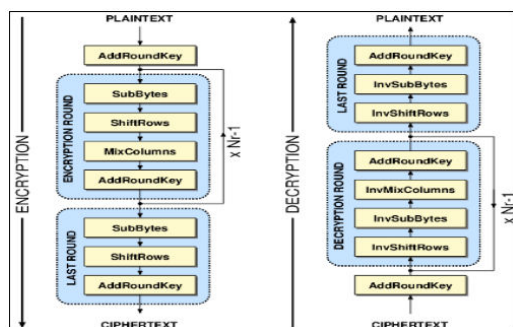 PLAINTEXT
AddRoundKey
SubBytes
ShiftRows
MixColumns
AddRoundKey
ENCRYPTION ROUND
x Nr-1
SubBytes
ShiftRows
AddRoundKey
LAST ROUND
CIPHERTEXT
ENCRYPTION
PLAINTEXT
AddRoundKey
InvSubBytes
InvShiftRows
LAST ROUND
AddRoundKey
InvMixColumns
InvSubBytes
InvShiftRows
DECRYPTION ROUND
x Nr-1
AddRoundKey
CIPHERTEXT
DECRYPTION